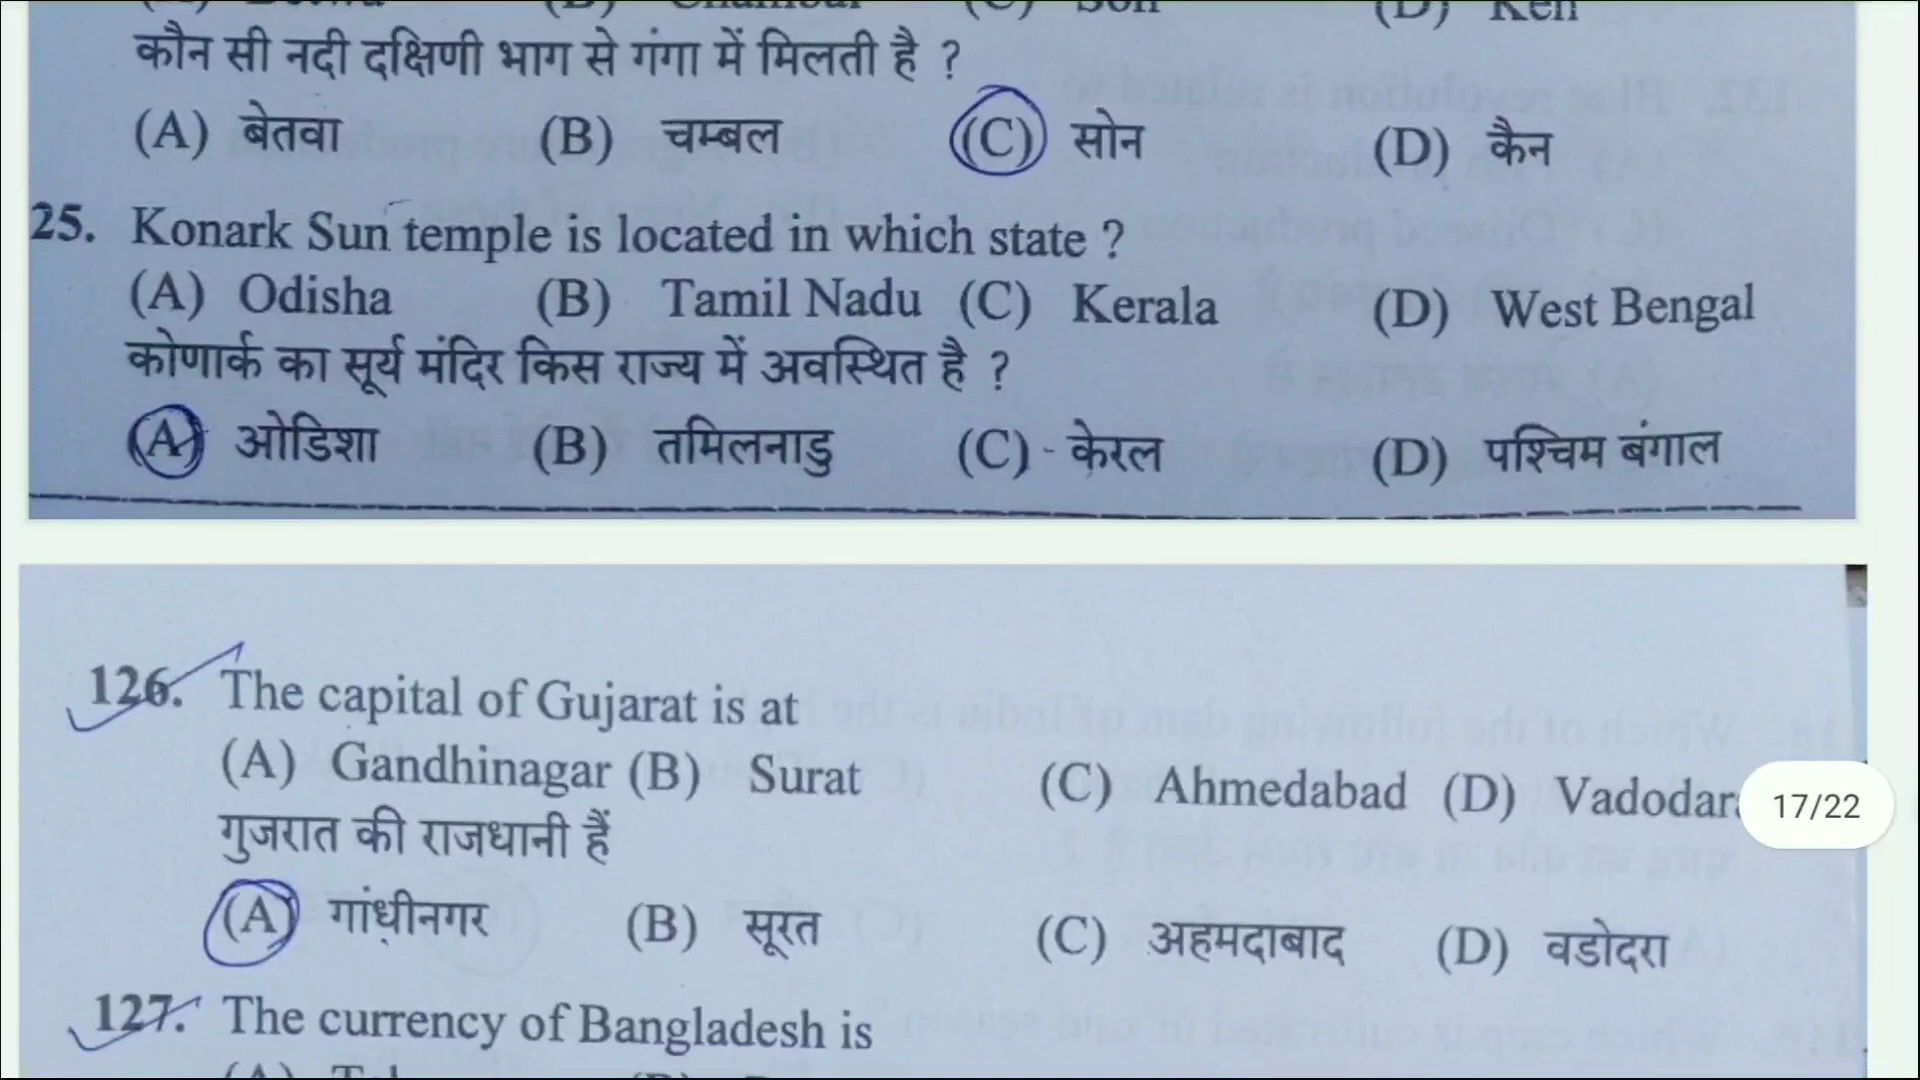 कौन सी नदी दक्षिणी भाग से गंगा में मिलती है ?
(A) बेतवा (B) चम्बल (C) सोन (D) कैन
25. Konark Sun temple is located in which state ?
(A) Odisha (B) Tamil Nadu (C) Kerala (D) West Bengal
कोणार्क का सूर्य मंदिर किस राज्य में अवस्थित है ?
(A) ओडिशा (B) तमिलनाडु (C) - केरल (D) पश्चिम बंगाल
126. The capital of Gujarat is at
(A) Gandhinagar (B) Surat (C) Ahmedabad (D) Vadodar
17/22
गुजरात की राजधानी हैं
(A) गांधीनगर (B) सूरत (C) अहमदाबाद (D) वडोदरा
127. The currency of Bangladesh is